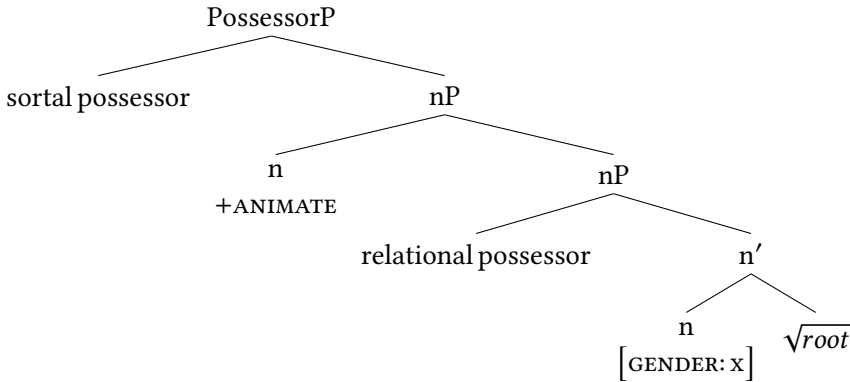 PossessorP
sortal possessor nP
n nP
+ANIMATE
relational possessor n′
n √root
[GENDER: X]